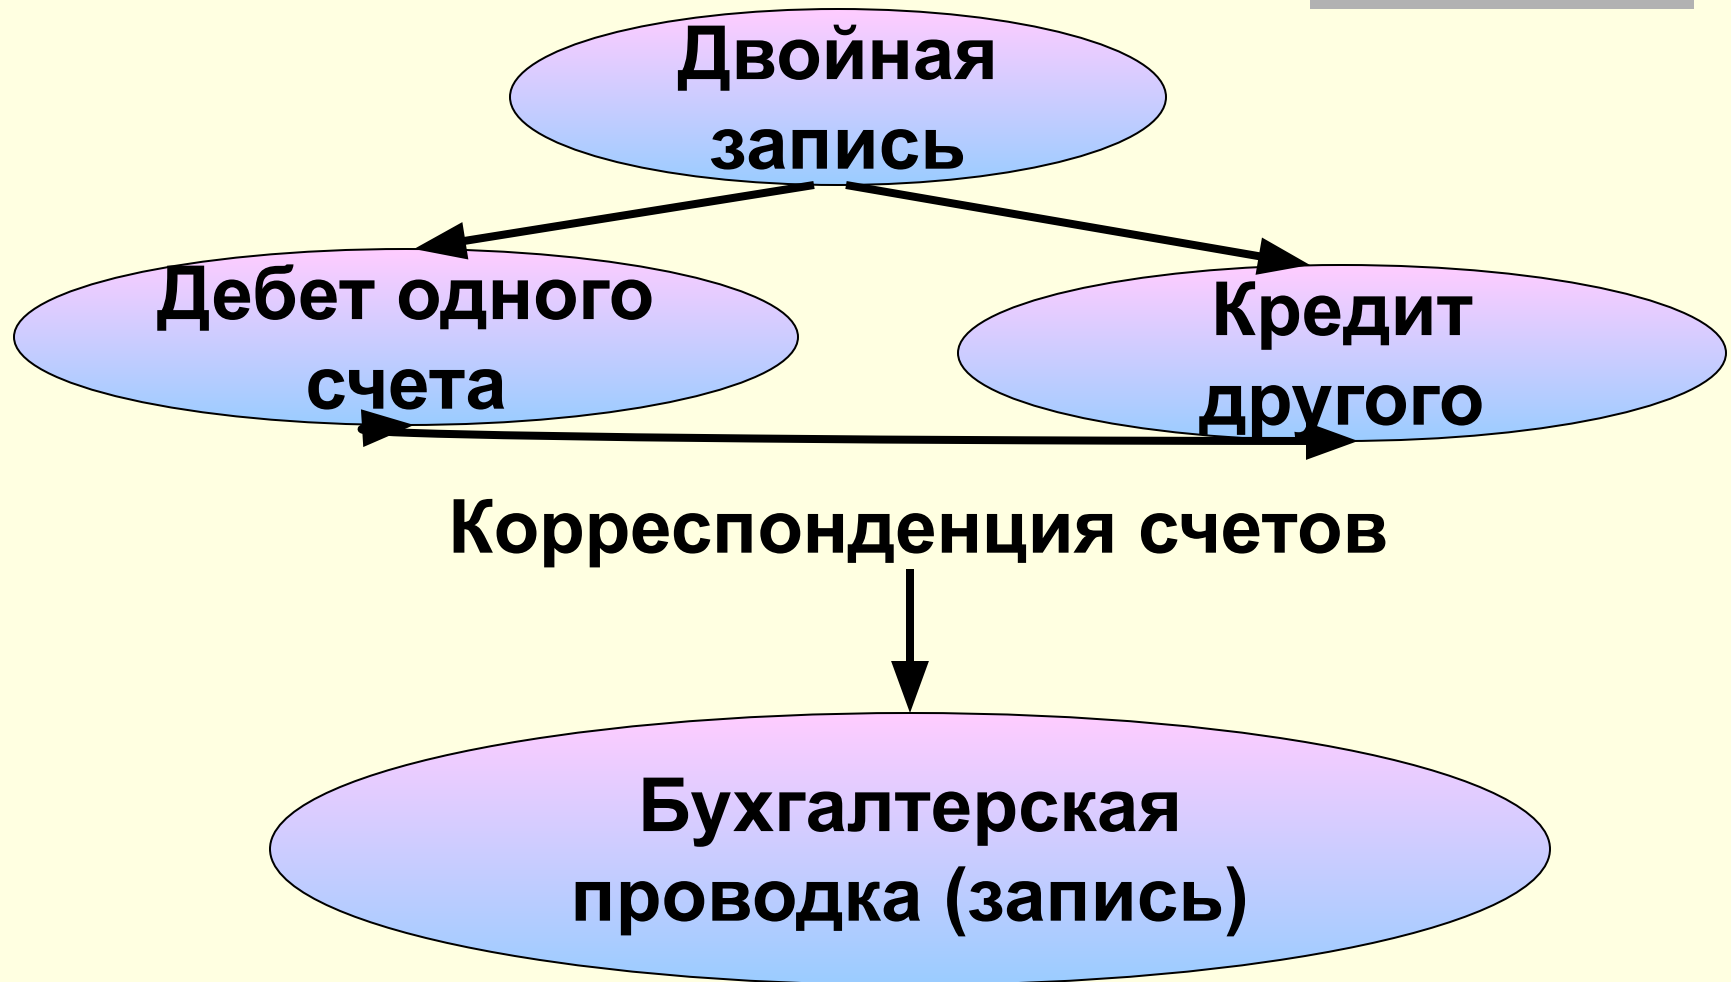 Двойная
запись
Дебет одного
счета
Кредит
другого
Корреспонденция счетов
Бухгалтерская
проводка (запись)